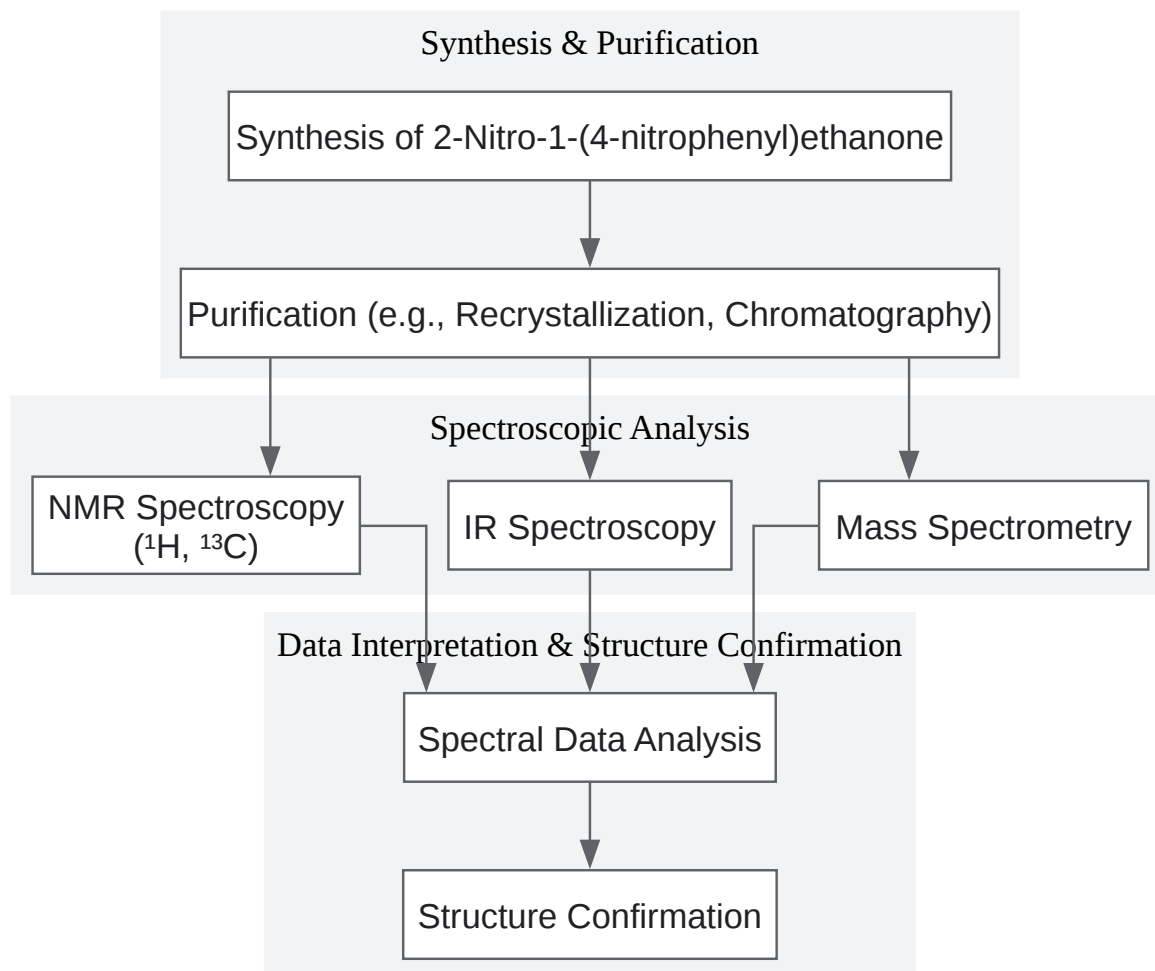 Synthesis & Purification
Synthesis of 2-Nitro-1-(4-nitrophenyl)ethanone
Purification (e.g., Recrystallization, Chromatography)
Spectroscopic Analysis
NMR Spectroscopy
(¹H, ¹³C)
IR Spectroscopy
Mass Spectrometry
Data Interpretation & Structure Confirmation
Spectral Data Analysis
Structure Confirmation